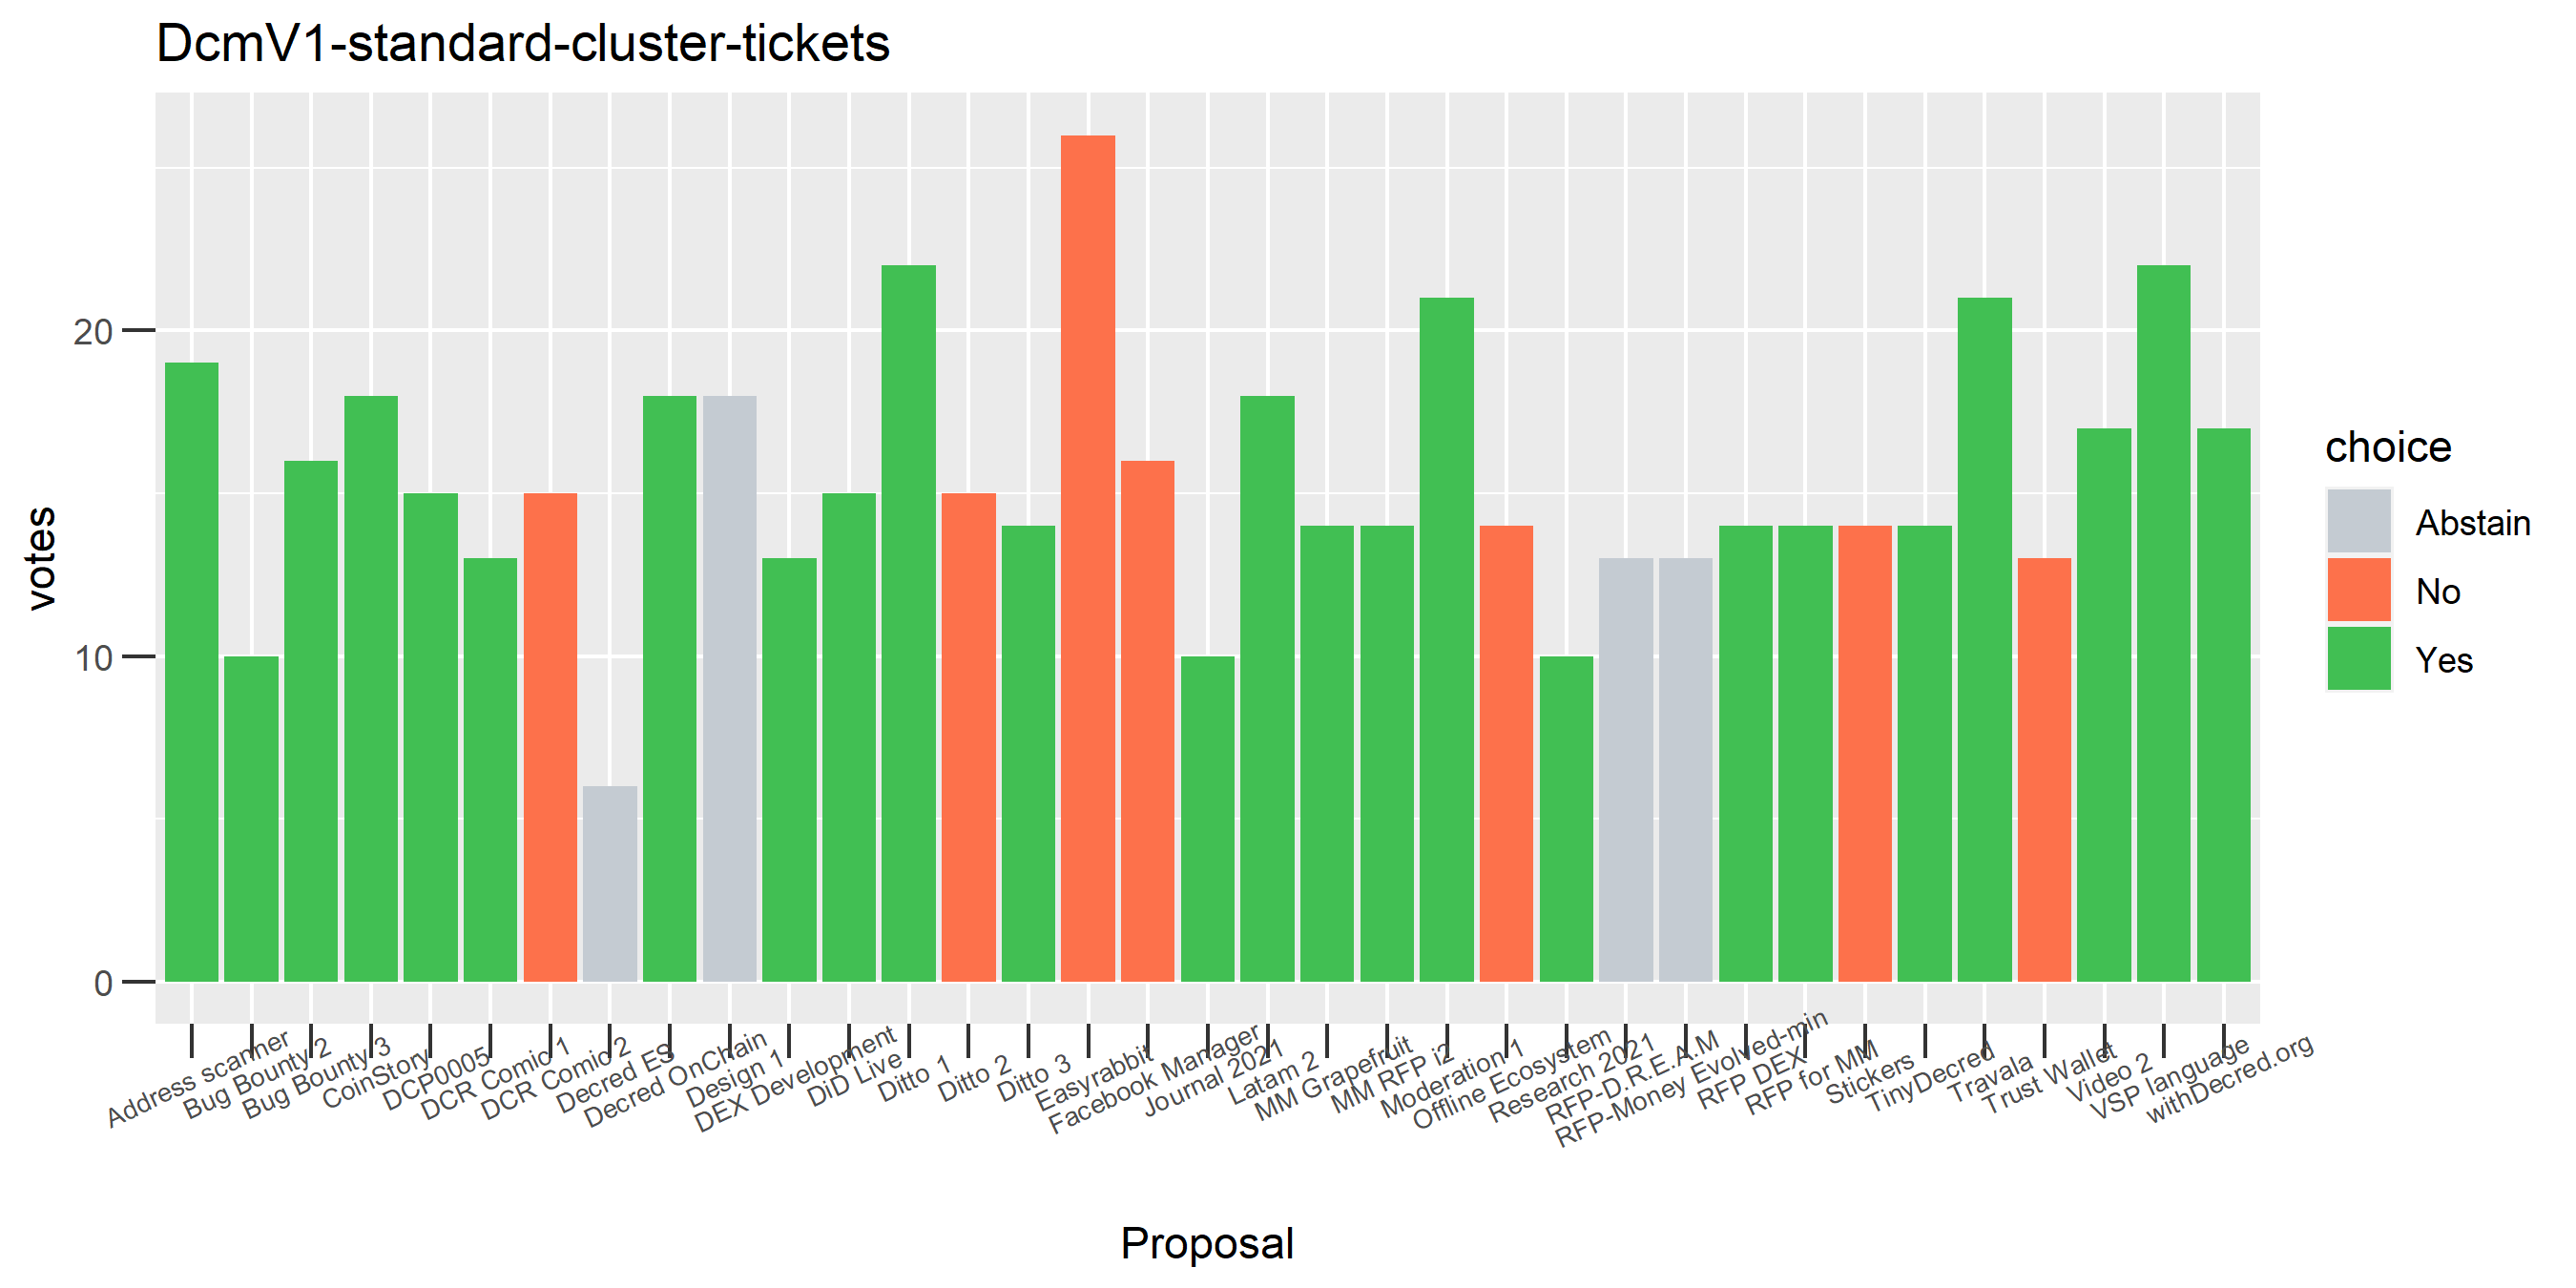 DcmV1-standard-cluster-tickets
votes
20
10
0
Address scanner
Bug Bounty 2
Bug Bounty 3
CoinStory
DCP0005
DCR Comic 1
DCR Comic 2
Decred ES
Decred OnChain
Design 1
DEX Development
DiD Live
Ditto 1
Ditto 2
Ditto 3
Easyrabbit
Facebook Manager
Journal 2021
Latam 2
MM Grapefruit
MM RFP i2
Moderation 1
Offline Ecosystem
Research 2021
RFP-D.R.E.A.M
RFP-Money Evolved-min
RFP DEX
RFP for MM
Stickers
TinyDecred
Travala
Trust Wallet
Video 2
VSP language
withDecred.org
Proposal
choice
Abstain
No
Yes